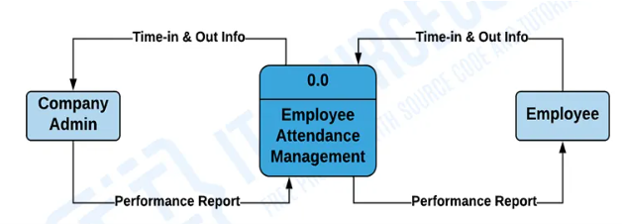 Time-in & Out Info
Time-in & Out Info
0.0
Company
Admin
Employee
Attendance
Management
Employee
Performance Report
Performance Report